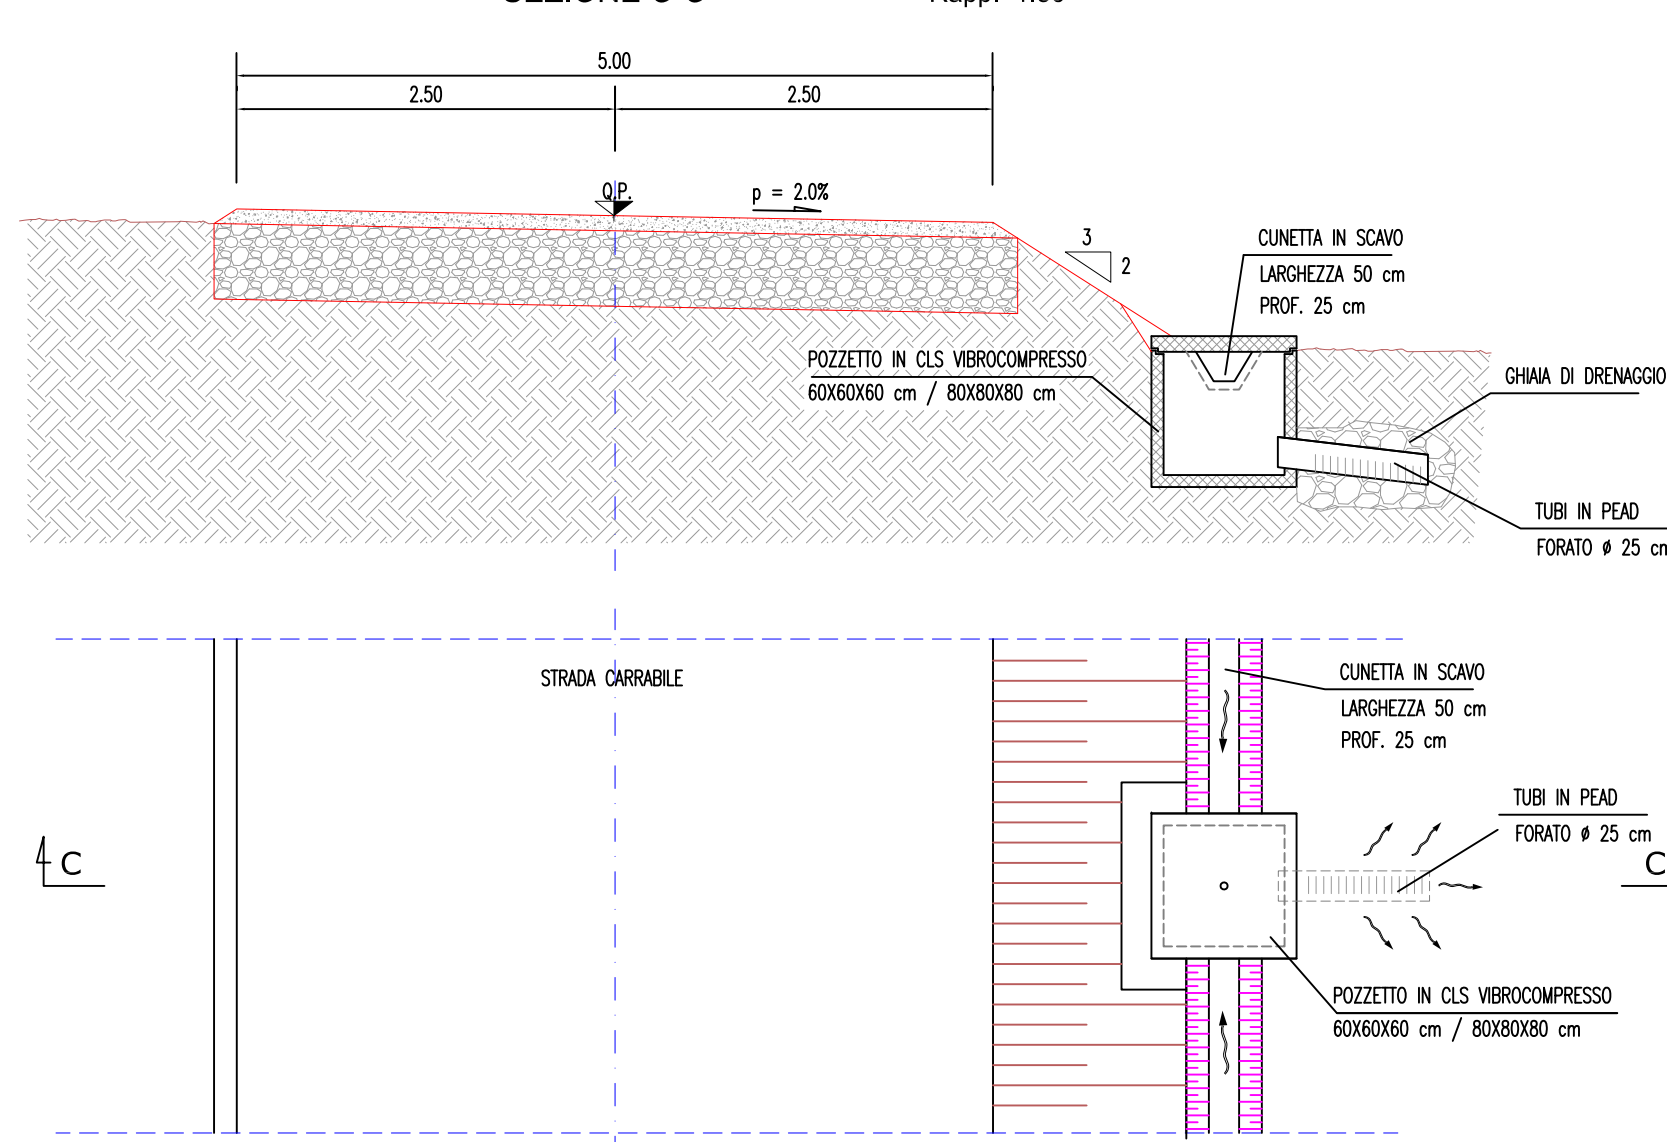 5.00
2.50 2.50
Q.P. p = 2.0%
3
2
CUNETTA IN SCAVO
LARGHEZZA 50 cm
PROF. 25 cm
POZZETTO IN CLS VIBROCOMPRESSO
60X60X60 cm / 80X80X80 cm
GHIAIA DI DRENAGGIO
TUBI IN PEAD
FORATO ø 25 cm
STRADA CARRABILE
CUNETTA IN SCAVO
LARGHEZZA 50 cm
PROF. 25 cm
TUBI IN PEAD
FORATO ø 25 cm
C C
POZZETTO IN CLS VIBROCOMPRESSO
60X60X60 cm / 80X80X80 cm